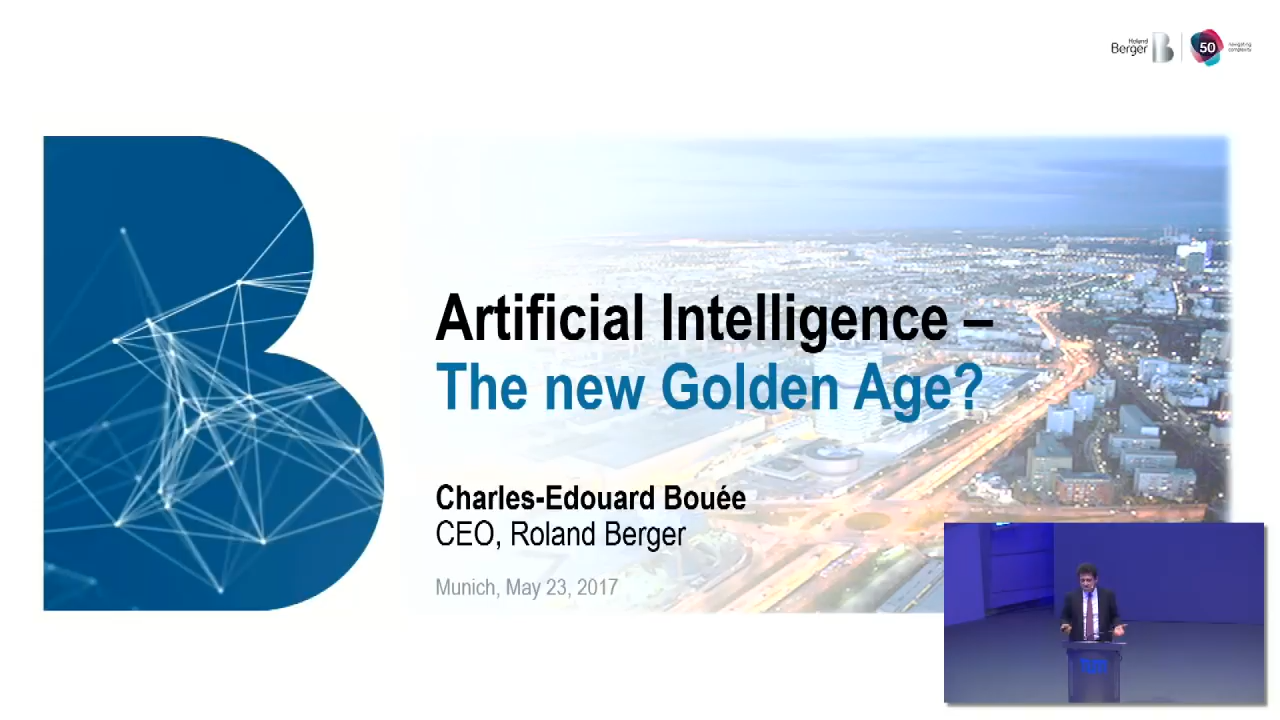 Roland
Berger
50
navigating
complexity
Artificial Intelligence –
The new Golden Age?
Charles-Edouard Bouée
CEO, Roland Berger
Munich, May 23, 2017